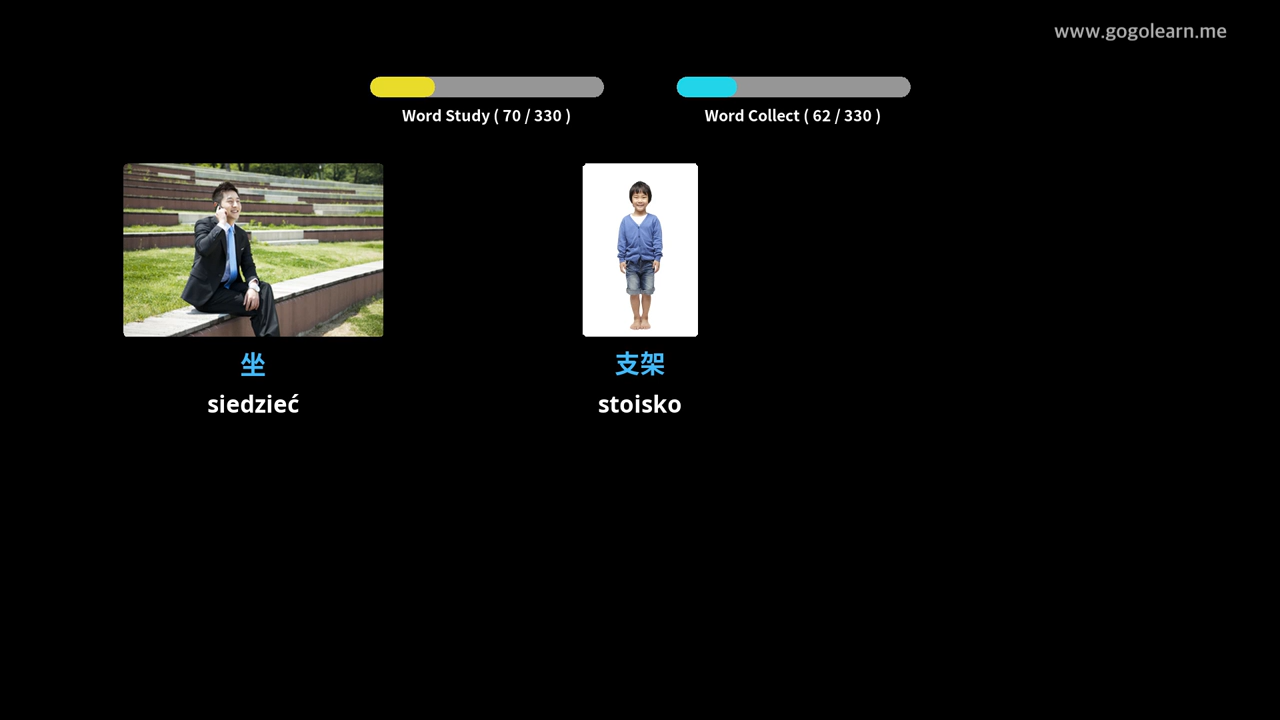 www.gogolearn.me
Word Study ( 70 / 330 )
Word Collect ( 62 / 330 )
坐
支架
siedzieć
stoisko